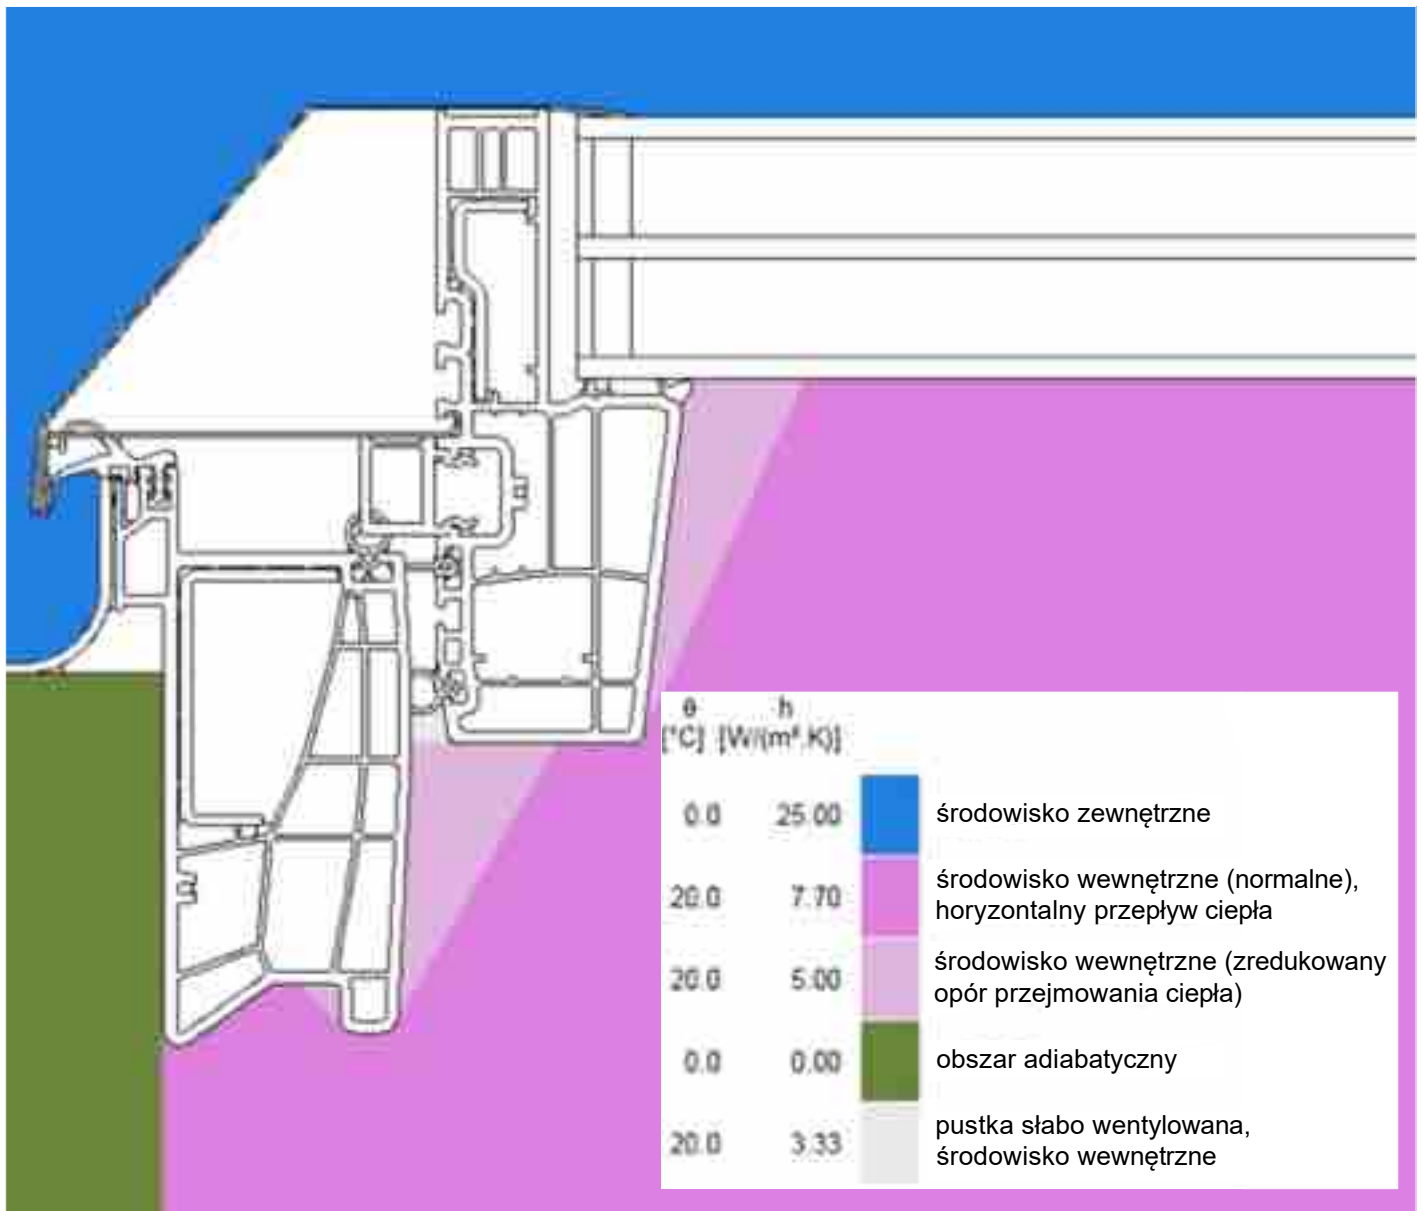 θ h
[°C] [W/(m².K)]
0.0 25.00 środowisko zewnętrzne
20.0 7.70 środowisko wewnętrzne (normalne),
horyzontalny przepływ ciepła
20.0 5.00 środowisko wewnętrzne (zredukowany
opór przejmowania ciepła)
0.0 0.00 obszar adiabatyczny
20.0 3.33 pustka słabo wentylowana,
środowisko wewnętrzne